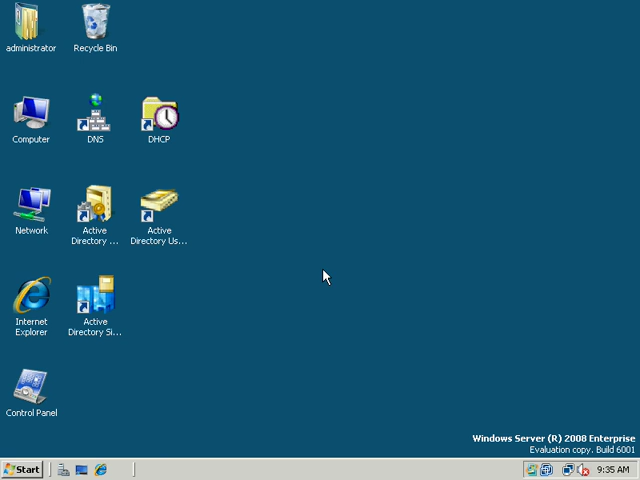 administrator
Recycle Bin
Computer
DNS
DHCP
Network
Active
Directory ...
Active
Directory Us...
Internet
Explorer
Active
Directory Si...
Control Panel
Windows Server (R) 2008 Enterprise
Evaluation copy. Build 6001
Start
9:35 AM